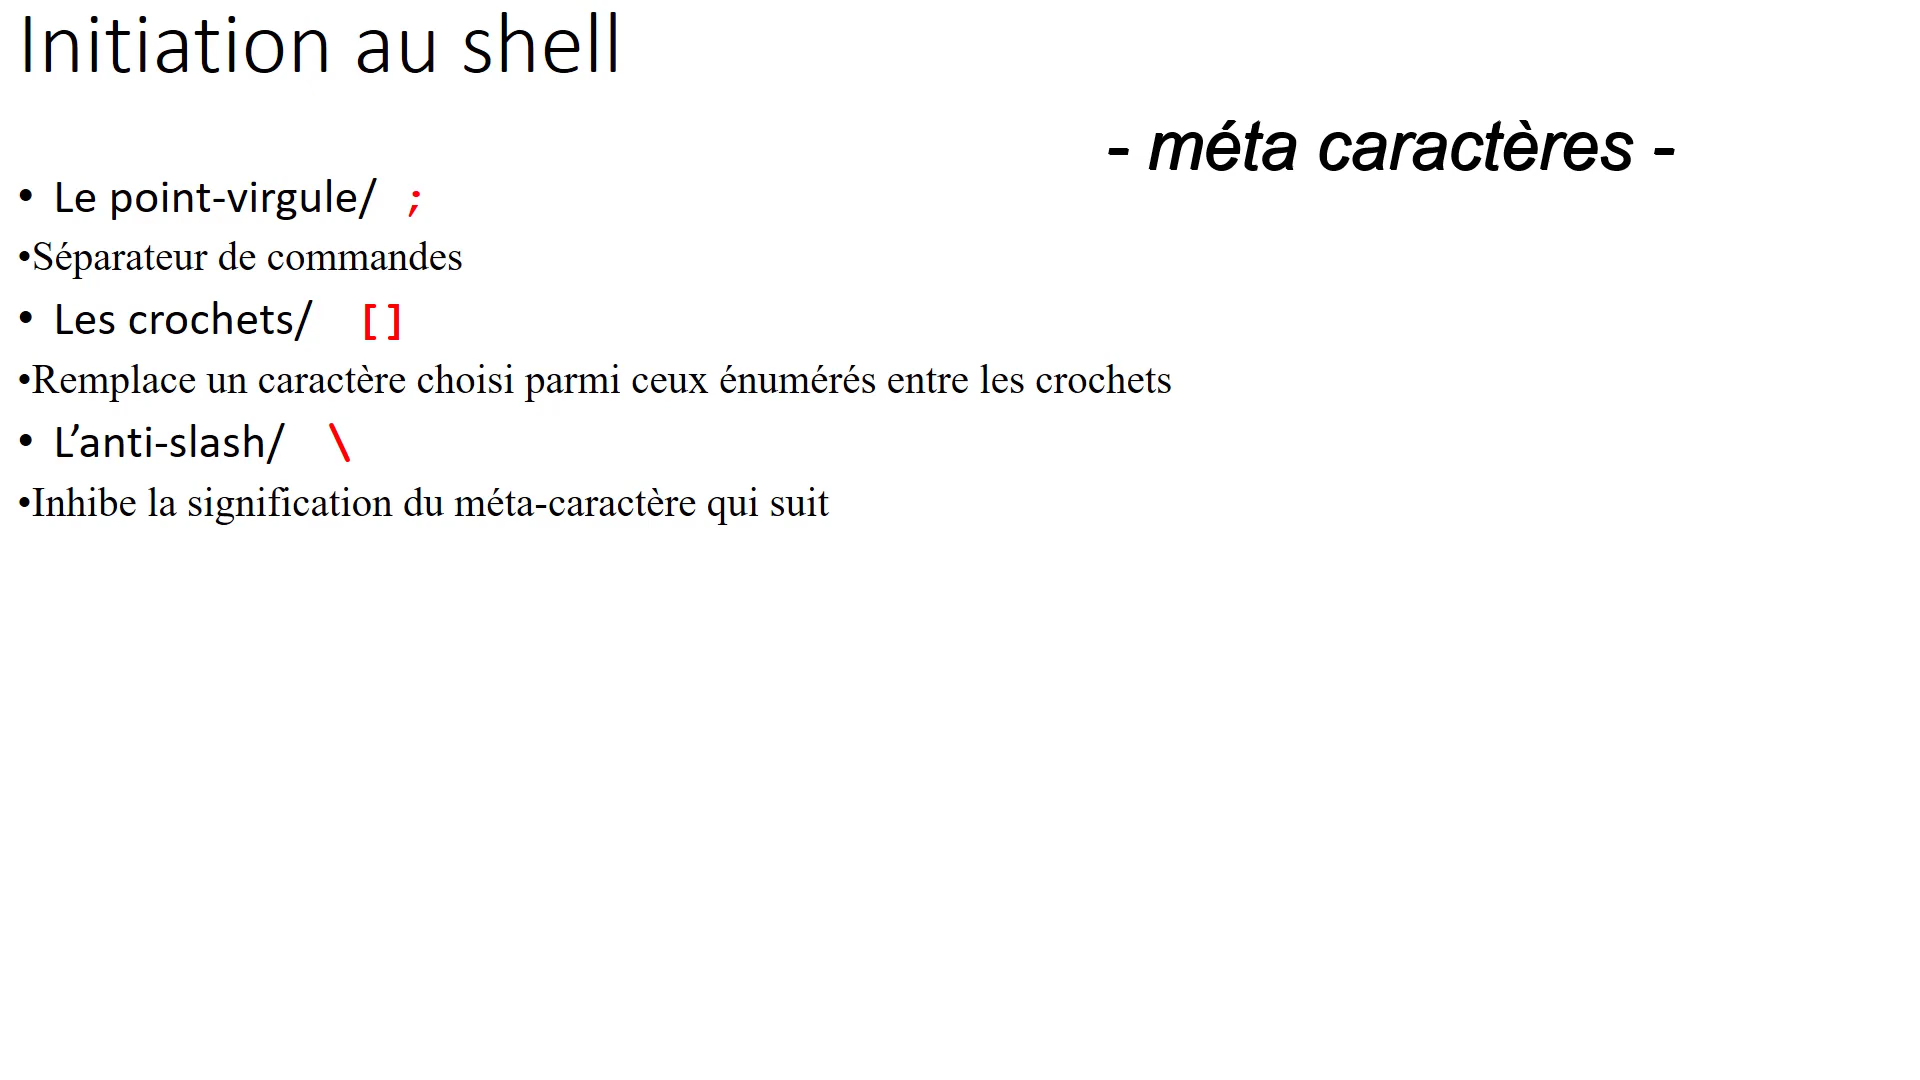 Initiation au shell
- méta caractères -
• Le point-virgule/ ;
•Séparateur de commandes
• Les crochets/ []
•Remplace un caractère choisi parmi ceux énumérés entre les crochets
• L’anti-slash/ \
•Inhibe la signification du méta-caractère qui suit